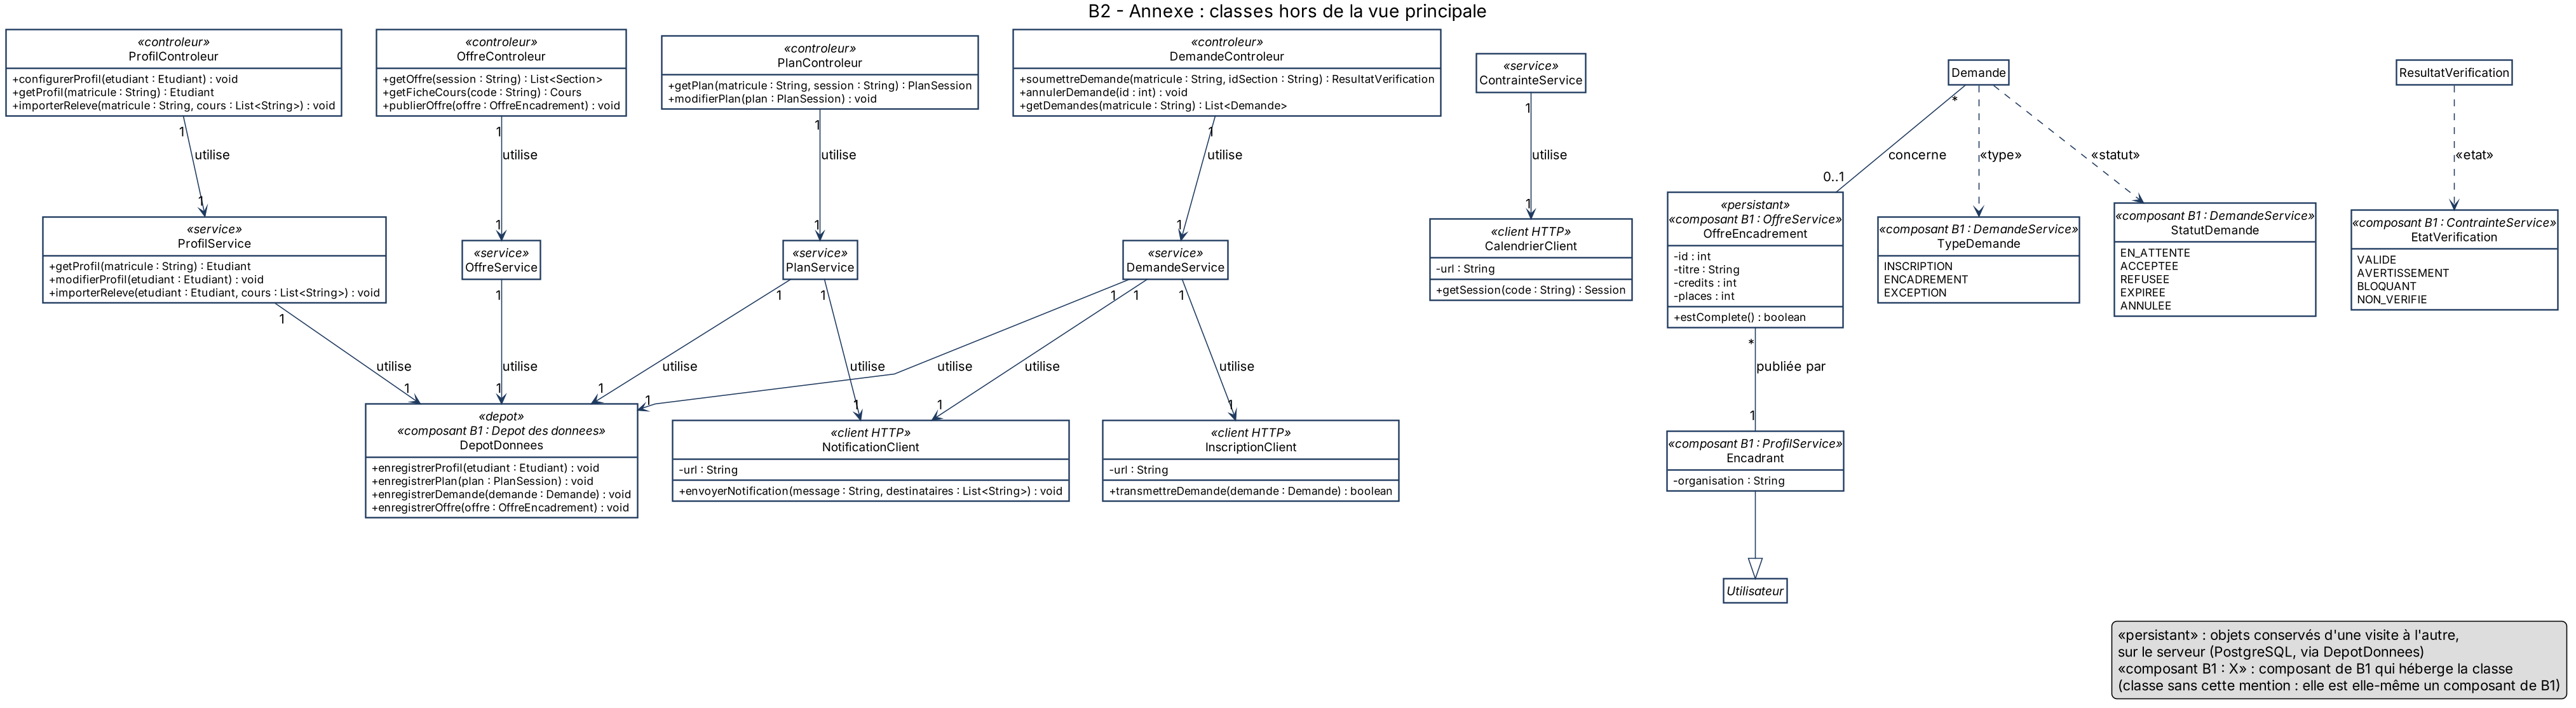 B2 - Annexe : classes hors de la vue principale
«controleur»
ProfilControleur
+configurerProfil(etudiant : Etudiant) : void
+getProfil(matricule : String) : Etudiant
+importerReleve(matricule : String, cours : List<String>) : void
«controleur»
OffreControleur
+getOffre(session : String) : List<Section>
+getFicheCours(code : String) : Cours
+publierOffre(offre : OffreEncadrement) : void
«controleur»
PlanControleur
+getPlan(matricule : String, session : String) : PlanSession
+modifierPlan(plan : PlanSession) : void
«controleur»
DemandeControleur
+soumettreDemande(matricule : String, idSection : String) : ResultatVerification
+annulerDemande(id : int) : void
+getDemandes(matricule : String) : List<Demande>
«service»
ContrainteService
Demande
ResultatVerification
1
utilise
1
1
utilise
1
1
utilise
1
1
utilise
1
1
utilise
1
*
concerne
0..1
«type»
«statut»
«etat»
«service»
ProfilService
+getProfil(matricule : String) : Etudiant
+modifierProfil(etudiant : Etudiant) : void
+importerReleve(etudiant : Etudiant, cours : List<String>) : void
«service»
OffreService
«service»
PlanService
«service»
DemandeService
«client HTTP»
CalendrierClient
-url : String
+getSession(code : String) : Session
«persistant»
«composant B1 : OffreService»
OffreEncadrement
-id : int
-titre : String
-credits : int
-places : int
+estComplete() : boolean
«composant B1 : DemandeService»
TypeDemande
INSCRIPTION
ENCADREMENT
EXCEPTION
«composant B1 : DemandeService»
StatutDemande
EN_ATTENTE
ACCEPTEE
REFUSEE
EXPIREE
ANNULEE
«composant B1 : ContrainteService»
EtatVerification
VALIDE
AVERTISSEMENT
BLOQUANT
NON_VERIFIE
1
utilise
1
1
utilise
1
1
utilise
1
1
utilise
1
1
utilise
1
1
utilise
1
1
utilise
1
*
publiée par
1
«depot»
«composant B1 : Depot des donnees»
DepotDonnees
+enregistrerProfil(etudiant : Etudiant) : void
+enregistrerPlan(plan : PlanSession) : void
+enregistrerDemande(demande : Demande) : void
+enregistrerOffre(offre : OffreEncadrement) : void
«client HTTP»
NotificationClient
-url : String
+envoyerNotification(message : String, destinataires : List<String>) : void
«client HTTP»
InscriptionClient
-url : String
+transmettreDemande(demande : Demande) : boolean
«composant B1 : ProfilService»
Encadrant
-organisation : String
Utilisateur
«persistant» : objets conservés d'une visite à l'autre,
sur le serveur (PostgreSQL, via DepotDonnees)
«composant B1 : X» : composant de B1 qui héberge la classe
(classe sans cette mention : elle est elle-même un composant de B1)